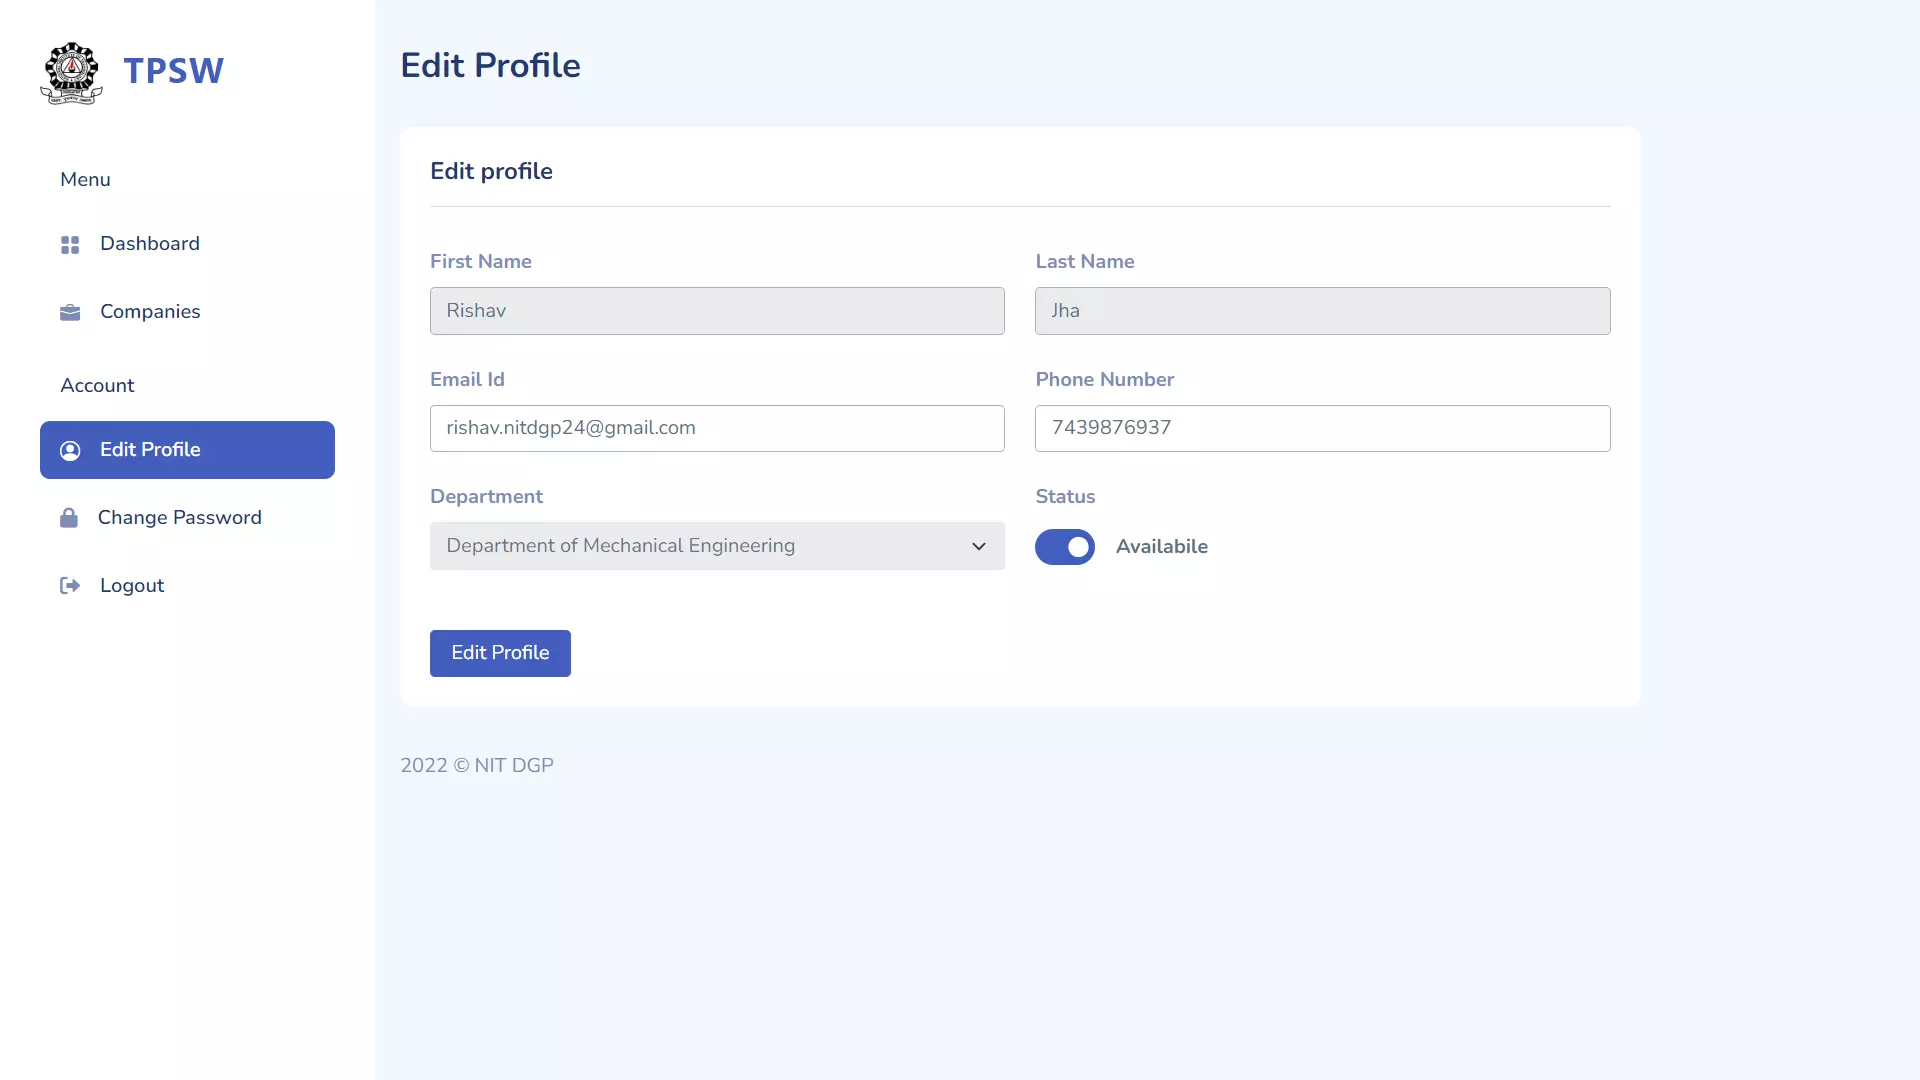 TPSW
Menu
Dashboard
Companies
Account
Edit Profile
Change Password
Logout
Edit Profile
Edit profile
First Name
Last Name
Rishav
Jha
Email Id
Phone Number
rishav.nitdgp24@gmail.com
7439876937
Department
Status
Department of Mechanical Engineering
Availabile
Edit Profile
2022 © NIT DGP